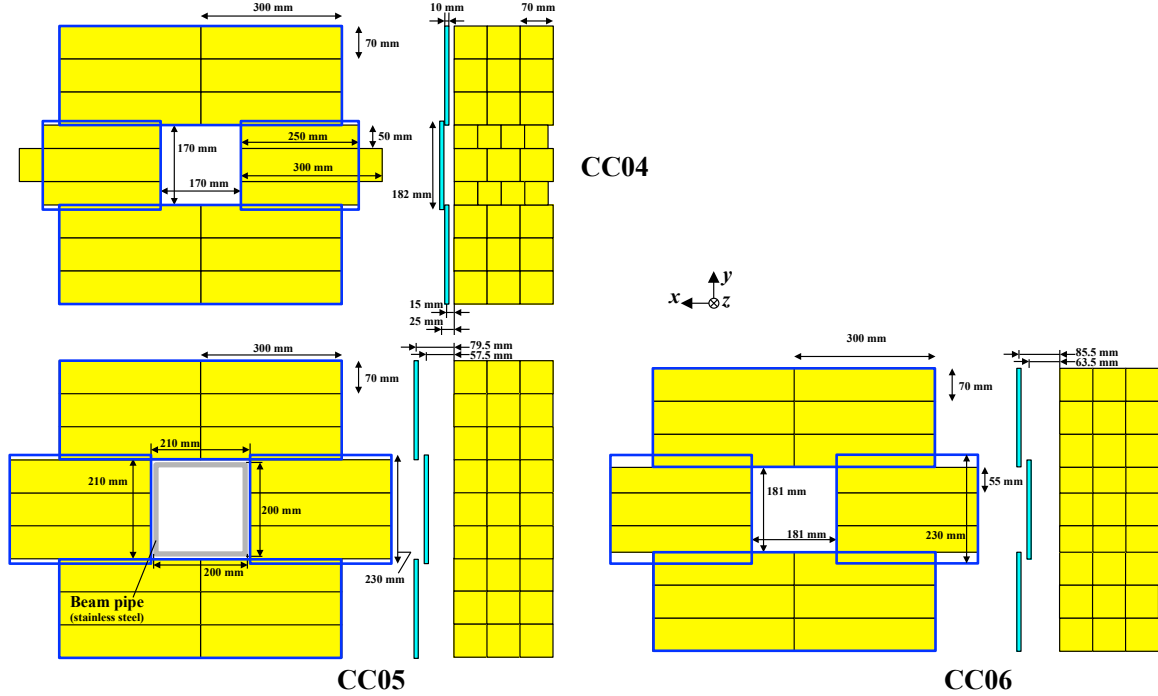 300 mm
10 mm
70 mm
70 mm
250 mm
50 mm
170 mm
300 mm
170 mm
182 mm
CC04
15 mm
25 mm
y
x
z
300 mm
79.5 mm
57.5 mm
70 mm
210 mm
210 mm
200 mm
200 mm
230 mm
Beam pipe
(stainless steel)
CC05
300 mm
85.5 mm
63.5 mm
70 mm
55 mm
181 mm
181 mm
230 mm
CC06